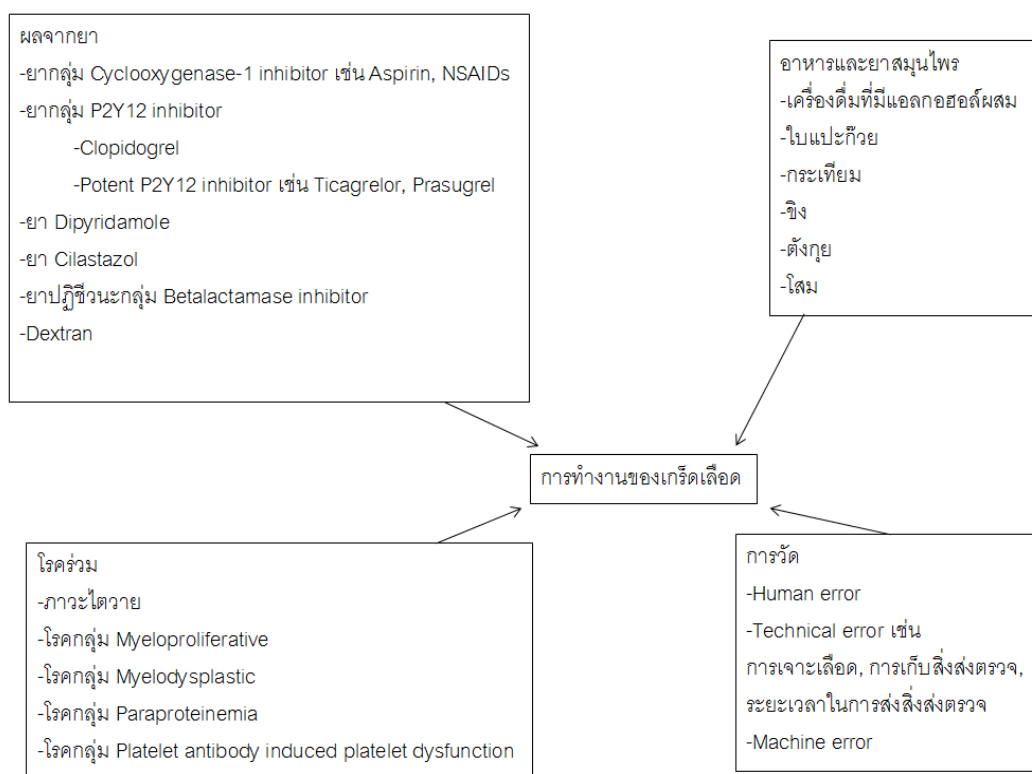 ผลจากยา
-ยากลุ่ม Cyclooxygenase-1 inhibitor เช่น Aspirin, NSAIDs
-ยากลุ่ม P2Y12 inhibitor
-Clopidogrel
-Potent P2Y12 inhibitor เช่น Ticagrelor, Prasugrel
-ยา Dipyridamole
-ยา Cilastazol
-ยาปฏิชีวนะกลุ่ม Betalactamase inhibitor
-Dextran
อาหารและยาสมุนไพร
-เครื่องดื่มที่มีแอลกอฮอล์ผสม
-ใบแปะก๊วย
-กระเทียม
-ขิง
-ตังกุย
-โสม
การทำงานของเกร็ดเลือด
โรคร่วม
-ภาวะไตวาย
-โรคกลุ่ม Myeloproliferative
-โรคกลุ่ม Myelodysplastic
-โรคกลุ่ม Paraproteinemia
-โรคกลุ่ม Platelet antibody induced platelet dysfunction
การวัด
-Human error
-Technical error เช่น
การเจาะเลือด, การเก็บสิ่งส่งตรวจ,
ระยะเวลาในการส่งสิ่งส่งตรวจ
-Machine error